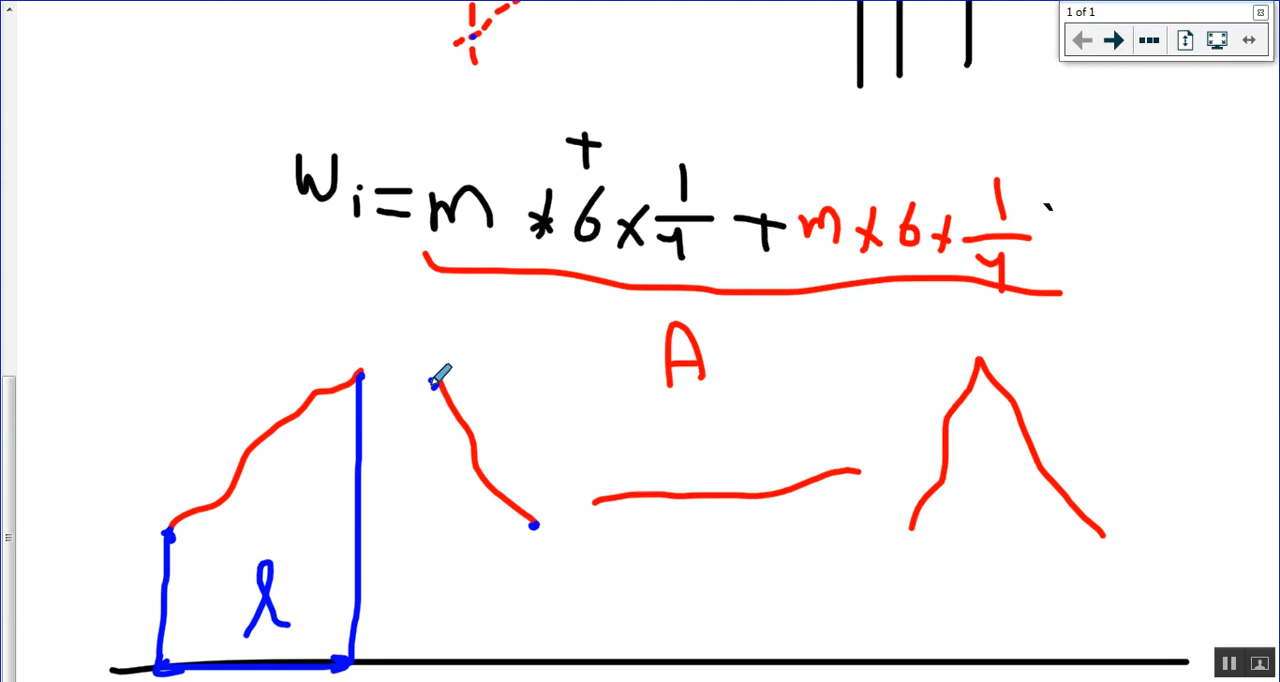 1 of 1
+
Wi = m * 6 × 1/4 + m × 6 × 1/4
A
l